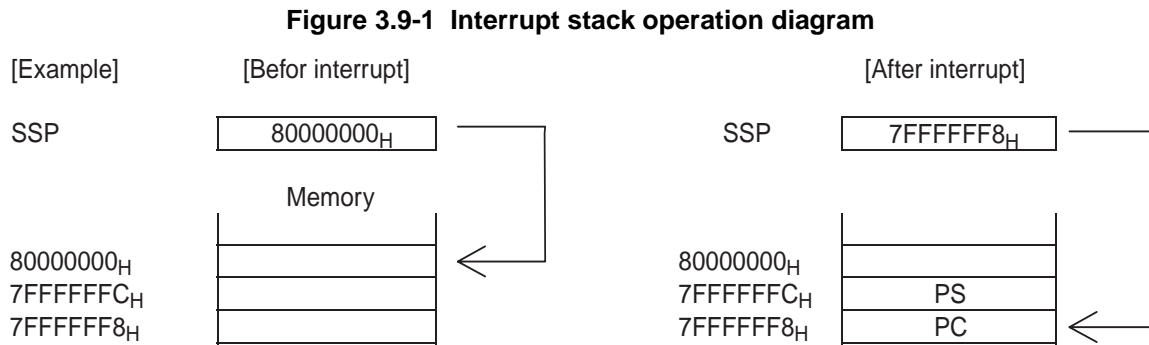 Figure 3.9-1 Interrupt stack operation diagram
[Example] [Befor interrupt] [After interrupt]
SSP 80000000H SSP 7FFFFFF8H
Memory
80000000H 80000000H
7FFFFFFCH 7FFFFFFCH PS
7FFFFFF8H 7FFFFFF8H PC